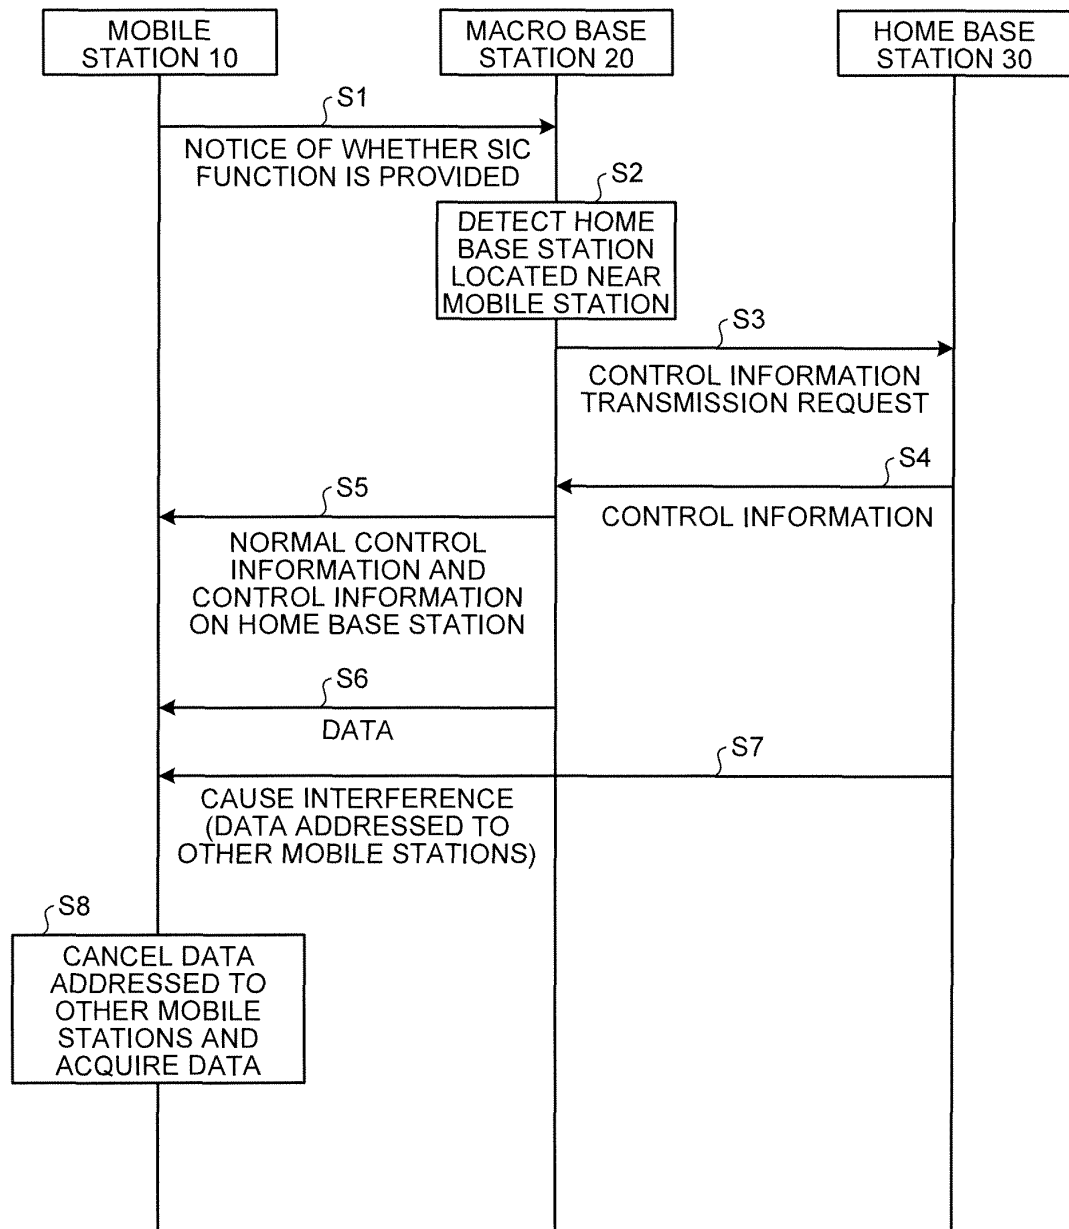 MOBILE
STATION 10
MACRO BASE
STATION 20
HOME BASE
STATION 30
S1
NOTICE OF WHETHER SIC
FUNCTION IS PROVIDED
S2
DETECT HOME
BASE STATION
LOCATED NEAR
MOBILE STATION
S3
CONTROL INFORMATION
TRANSMISSION REQUEST
S4
CONTROL INFORMATION
S5
NORMAL CONTROL
INFORMATION AND
CONTROL INFORMATION
ON HOME BASE STATION
S6
DATA
S7
CAUSE INTERFERENCE
(DATA ADDRESSED TO
OTHER MOBILE STATIONS)
S8
CANCEL DATA
ADDRESSED TO
OTHER MOBILE
STATIONS AND
ACQUIRE DATA